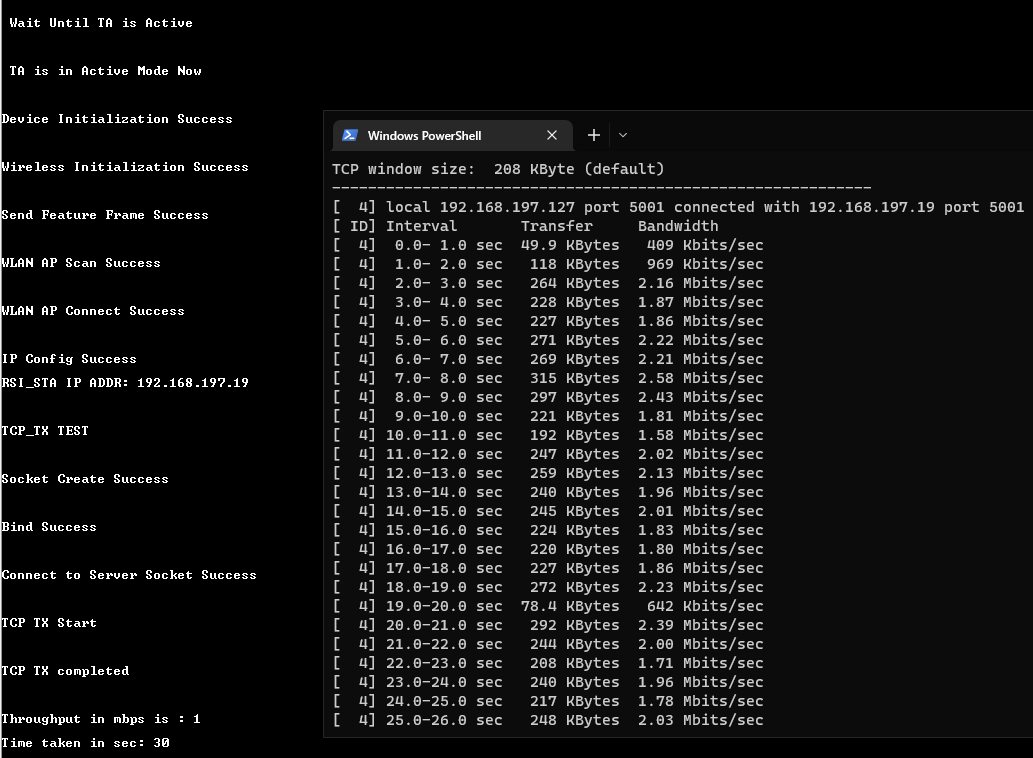 Wait Until TA is Active
TA is in Active Mode Now
Device Initialization Success
Wireless Initialization Success
Send Feature Frame Success
WLAN AP Scan Success
WLAN AP Connect Success
IP Config Success
RSI_STA IP ADDR: 192.168.197.19
TCP_TX TEST
Socket Create Success
Bind Success
Connect to Server Socket Success
TCP TX Start
TCP TX completed
Throughput in mbps is : 1
Time taken in sec: 30
Windows PowerShell
TCP window size:  208 KByte (default)
------------------------------------------------------------
[  4] local 192.168.197.127 port 5001 connected with 192.168.197.19 port 5001
[ ID] Interval       Transfer     Bandwidth
[  4]  0.0- 1.0 sec  49.9 KBytes   409 Kbits/sec
[  4]  1.0- 2.0 sec   118 KBytes   969 Kbits/sec
[  4]  2.0- 3.0 sec   264 KBytes  2.16 Mbits/sec
[  4]  3.0- 4.0 sec   228 KBytes  1.87 Mbits/sec
[  4]  4.0- 5.0 sec   227 KBytes  1.86 Mbits/sec
[  4]  5.0- 6.0 sec   271 KBytes  2.22 Mbits/sec
[  4]  6.0- 7.0 sec   269 KBytes  2.21 Mbits/sec
[  4]  7.0- 8.0 sec   315 KBytes  2.58 Mbits/sec
[  4]  8.0- 9.0 sec   297 KBytes  2.43 Mbits/sec
[  4]  9.0-10.0 sec   221 KBytes  1.81 Mbits/sec
[  4] 10.0-11.0 sec   192 KBytes  1.58 Mbits/sec
[  4] 11.0-12.0 sec   247 KBytes  2.02 Mbits/sec
[  4] 12.0-13.0 sec   259 KBytes  2.13 Mbits/sec
[  4] 13.0-14.0 sec   240 KBytes  1.96 Mbits/sec
[  4] 14.0-15.0 sec   245 KBytes  2.01 Mbits/sec
[  4] 15.0-16.0 sec   224 KBytes  1.83 Mbits/sec
[  4] 16.0-17.0 sec   220 KBytes  1.80 Mbits/sec
[  4] 17.0-18.0 sec   227 KBytes  1.86 Mbits/sec
[  4] 18.0-19.0 sec   272 KBytes  2.23 Mbits/sec
[  4] 19.0-20.0 sec  78.4 KBytes   642 Kbits/sec
[  4] 20.0-21.0 sec   292 KBytes  2.39 Mbits/sec
[  4] 21.0-22.0 sec   244 KBytes  2.00 Mbits/sec
[  4] 22.0-23.0 sec   208 KBytes  1.71 Mbits/sec
[  4] 23.0-24.0 sec   240 KBytes  1.96 Mbits/sec
[  4] 24.0-25.0 sec   217 KBytes  1.78 Mbits/sec
[  4] 25.0-26.0 sec   248 KBytes  2.03 Mbits/sec